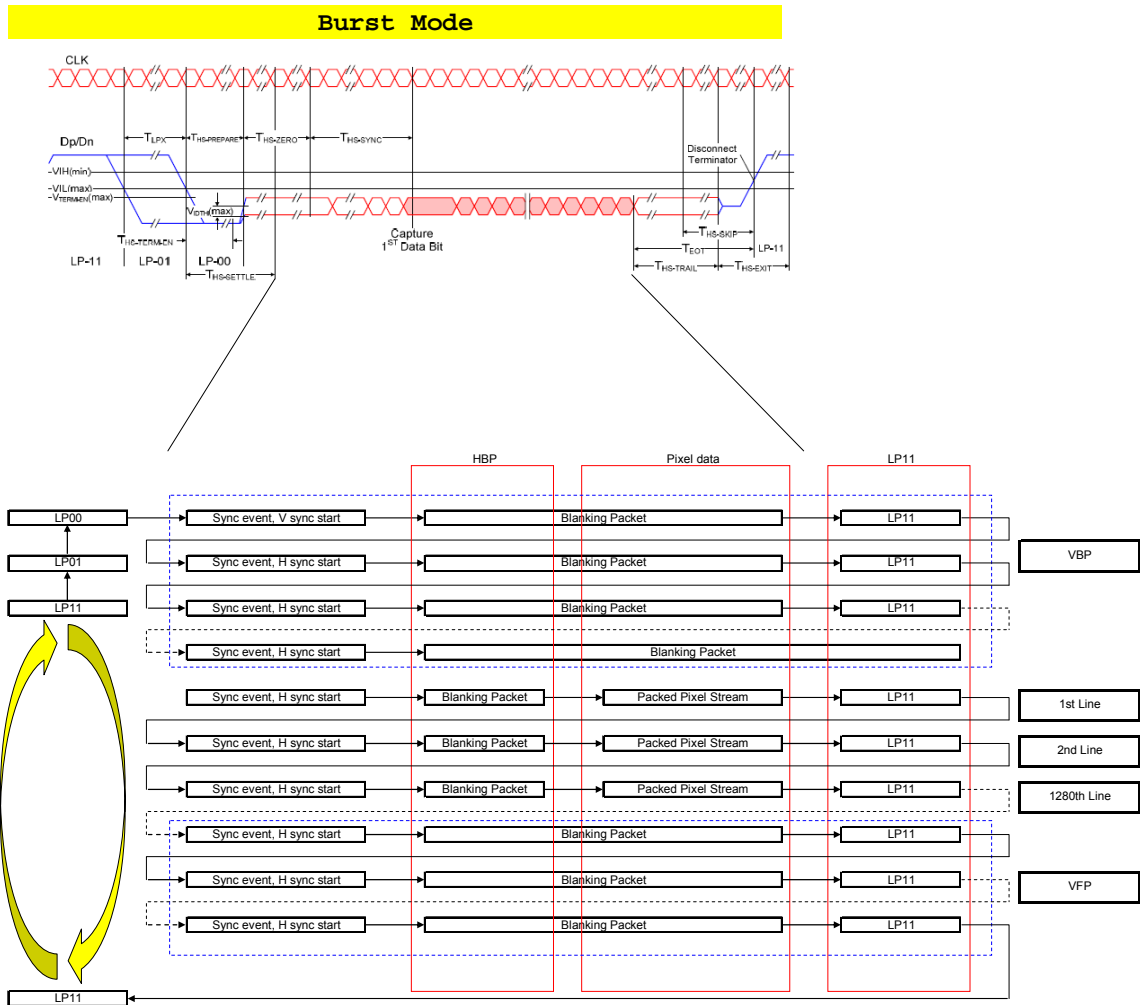 Burst Mode
CLK
Dp/Dn
TLPX
THS-PREPARE
THS-ZERO
THS-SYNC
Disconnect
Terminator
VIH(min)
VIL(max)
VTERM-EN(max)
VIDTH(max)
THS-TERM-EN
Capture
1ST Data Bit
THS-SKIP
TEOT
LP-11
LP-11
LP-01
LP-00
THS-SETTLE
THS-TRAIL
THS-EXIT
HBP
Pixel data
LP11
LP00
Sync event, V sync start
Blanking Packet
LP11
LP01
Sync event, H sync start
Blanking Packet
LP11
VBP
LP11
Sync event, H sync start
Blanking Packet
LP11
Sync event, H sync start
Blanking Packet
Sync event, H sync start
Blanking Packet
Packed Pixel Stream
LP11
1st Line
Sync event, H sync start
Blanking Packet
Packed Pixel Stream
LP11
2nd Line
Sync event, H sync start
Blanking Packet
Packed Pixel Stream
LP11
1280th Line
Sync event, H sync start
Blanking Packet
LP11
Sync event, H sync start
Blanking Packet
LP11
VFP
Sync event, H sync start
Blanking Packet
LP11
LP11